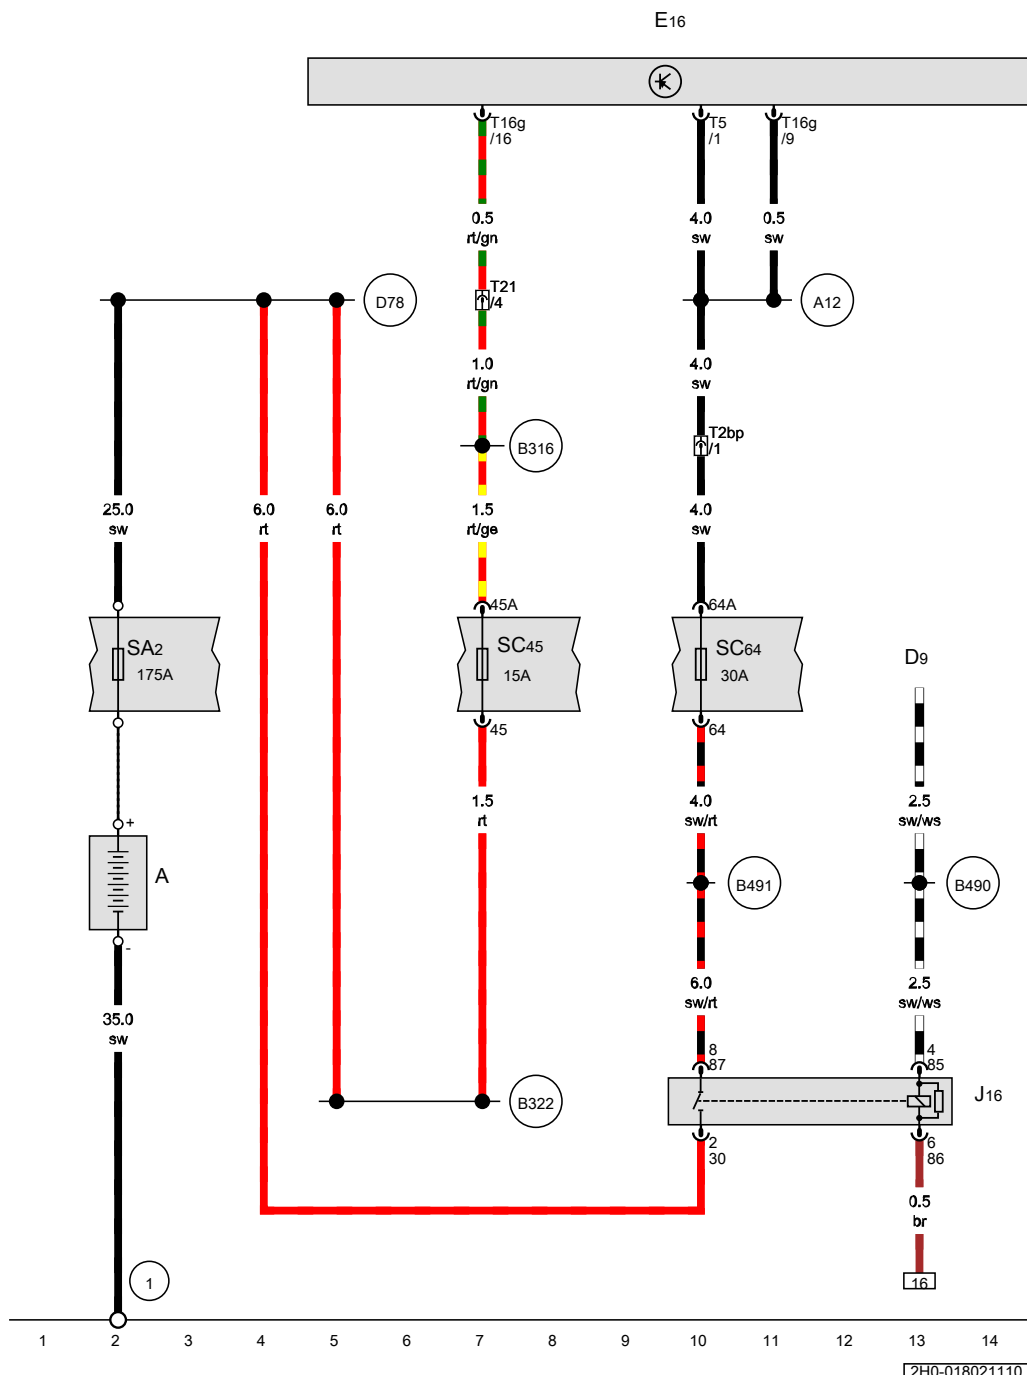 E16
T16g
/16
T5
/1
T16g
/9
0.5
rt/gn
4.0
sw
0.5
sw
D78
T21
/4
A12
1.0
rt/gn
4.0
sw
B316
T2bp
/1
25.0
sw
6.0
rt
6.0
rt
1.5
rt/ge
4.0
sw
45A
64A
SA2
175A
SC45
15A
SC64
30A
D9
45
64
1.5
rt
4.0
sw/rt
2.5
sw/ws
+
A
B491
B490
-
35.0
sw
6.0
sw/rt
2.5
sw/ws
8
87
4
85
J16
B322
2
30
6
86
0.5
br
1
16
1 2 3 4 5 6 7 8 9 10 11 12 13 14
2H0-018021110